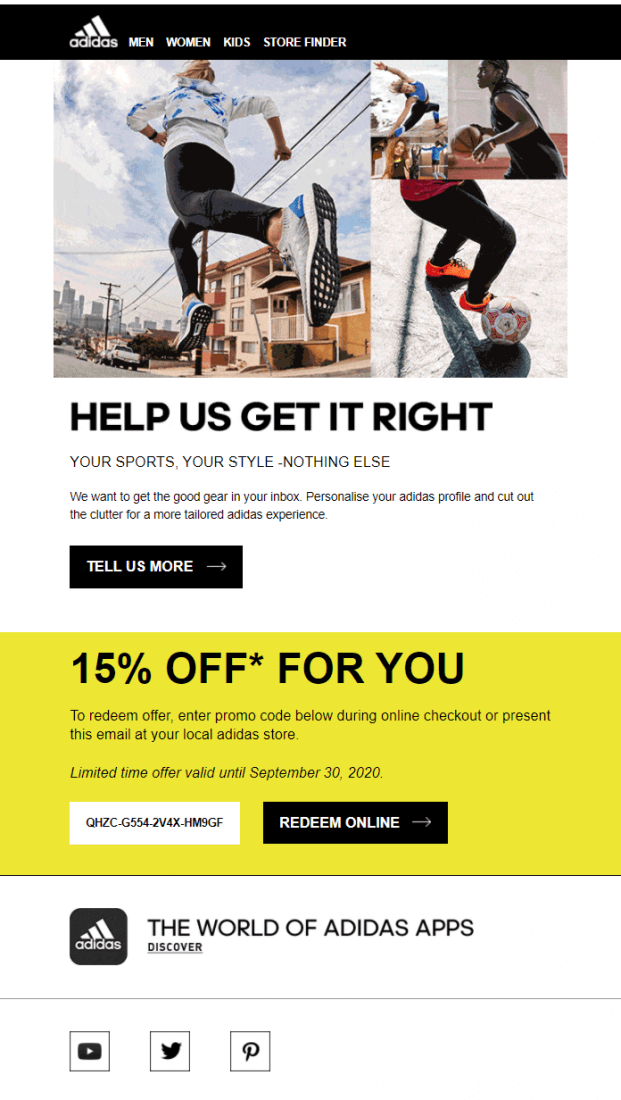 adidas
MEN WOMEN KIDS STORE FINDER
HELP US GET IT RIGHT
YOUR SPORTS, YOUR STYLE -NOTHING ELSE
We want to get the good gear in your inbox. Personalise your adidas profile and cut out
the clutter for a more tailored adidas experience.
TELL US MORE
15% OFF* FOR YOU
To redeem offer, enter promo code below during online checkout or present
this email at your local adidas store.
Limited time offer valid until September 30, 2020.
QHZC-G554-2V4X-HM9GF
REDEEM ONLINE
adidas
THE WORLD OF ADIDAS APPS
DISCOVER